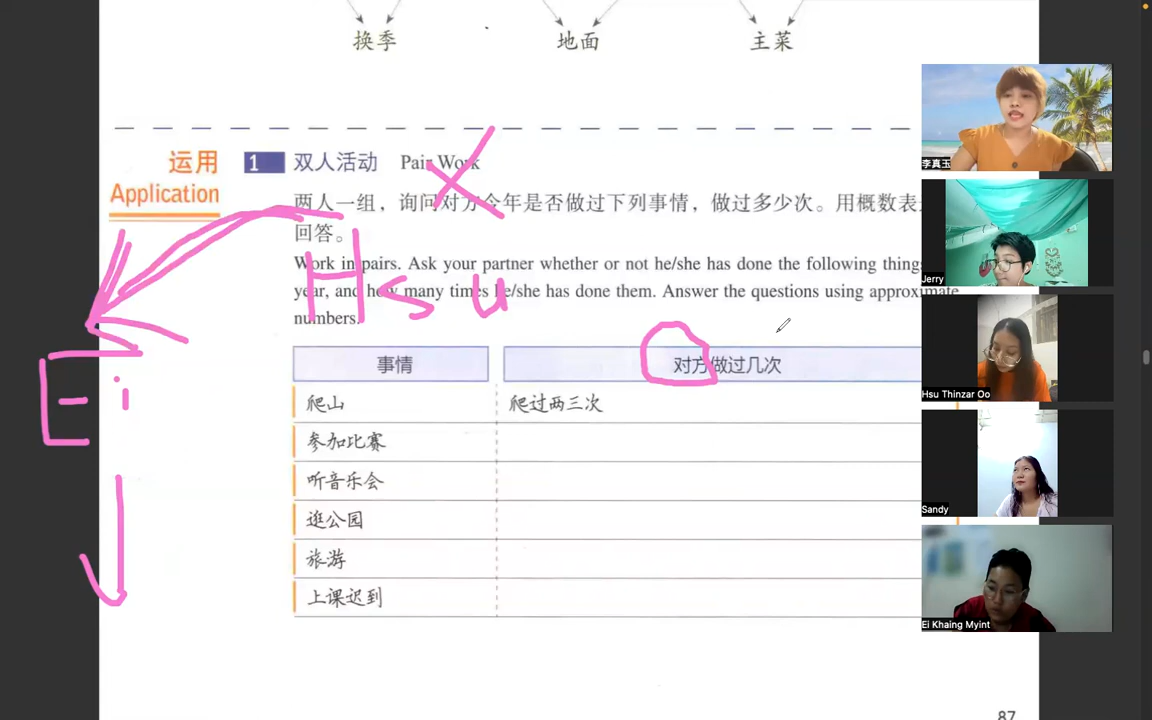 换季 地面 主菜
运用
Application
1 双人活动 Pair Work
两人一组，询问对方今年是否做过下列事情，做过多少次。用概数表
回答。
Work in pairs. Ask your partner whether or not he/she has done the following things
year, and how many times he/she has done them. Answer the questions using approximate
numbers.
Hsu
Ei
J
事情 对方做过几次
爬山 爬过两三次
参加比赛
听音乐会
逛公园
旅游
上课迟到
87
李真玉
Jerry
Hsu Thinzar Oo
Sandy
Ei Khaing Myint